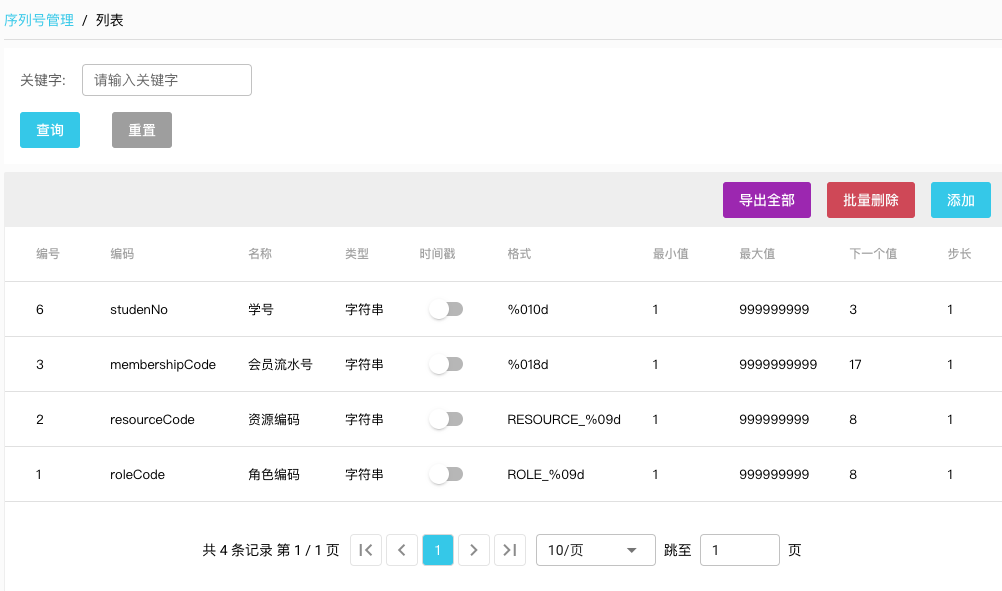 序列号管理 / 列表
关键字: 请输入关键字
查询 重置
导出全部 批量删除 添加
编号 编码 名称 类型 时间戳 格式 最小值 最大值 下一个值 步长
6 studenNo 学号 字符串 %010d 1 999999999 3 1
3 membershipCode 会员流水号 字符串 %018d 1 9999999999 17 1
2 resourceCode 资源编码 字符串 RESOURCE_%09d 1 999999999 8 1
1 roleCode 角色编码 字符串 ROLE_%09d 1 999999999 8 1
共 4 条记录 第 1 / 1 页 1 10/页 跳至 1 页